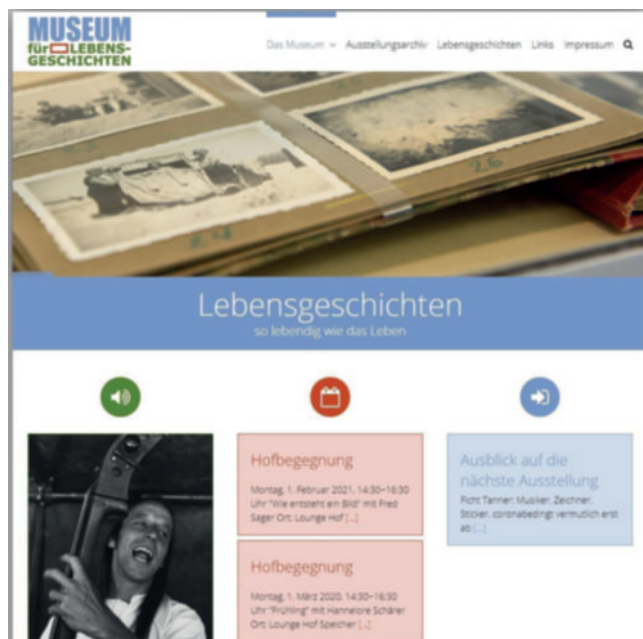 MUSEUM
für LEBENS-
GESCHICHTEN
Das Museum Ausstellungsarchiv Lebensgeschichten Links Impressum
26
Lebensgeschichten
so lebendig wie das Leben
Hofbegegnung
Montag, 1. Februar 2021, 14:30–16:30
Uhr "Wie entsteht ein Bild" mit Fred
Sager Ort: Lounge Hof [...]
Hofbegegnung
Montag, 1. März 2020, 14:30–16:30
Uhr "Frühling" mit Hannelore Schärer
Ort: Lounge Hof Speicher [...]
Ausblick auf die
nächste Ausstellung
Ficht Tanner: Musiker, Zeichner,
Sticker, coronabedingt vermutlich erst
ab [...]